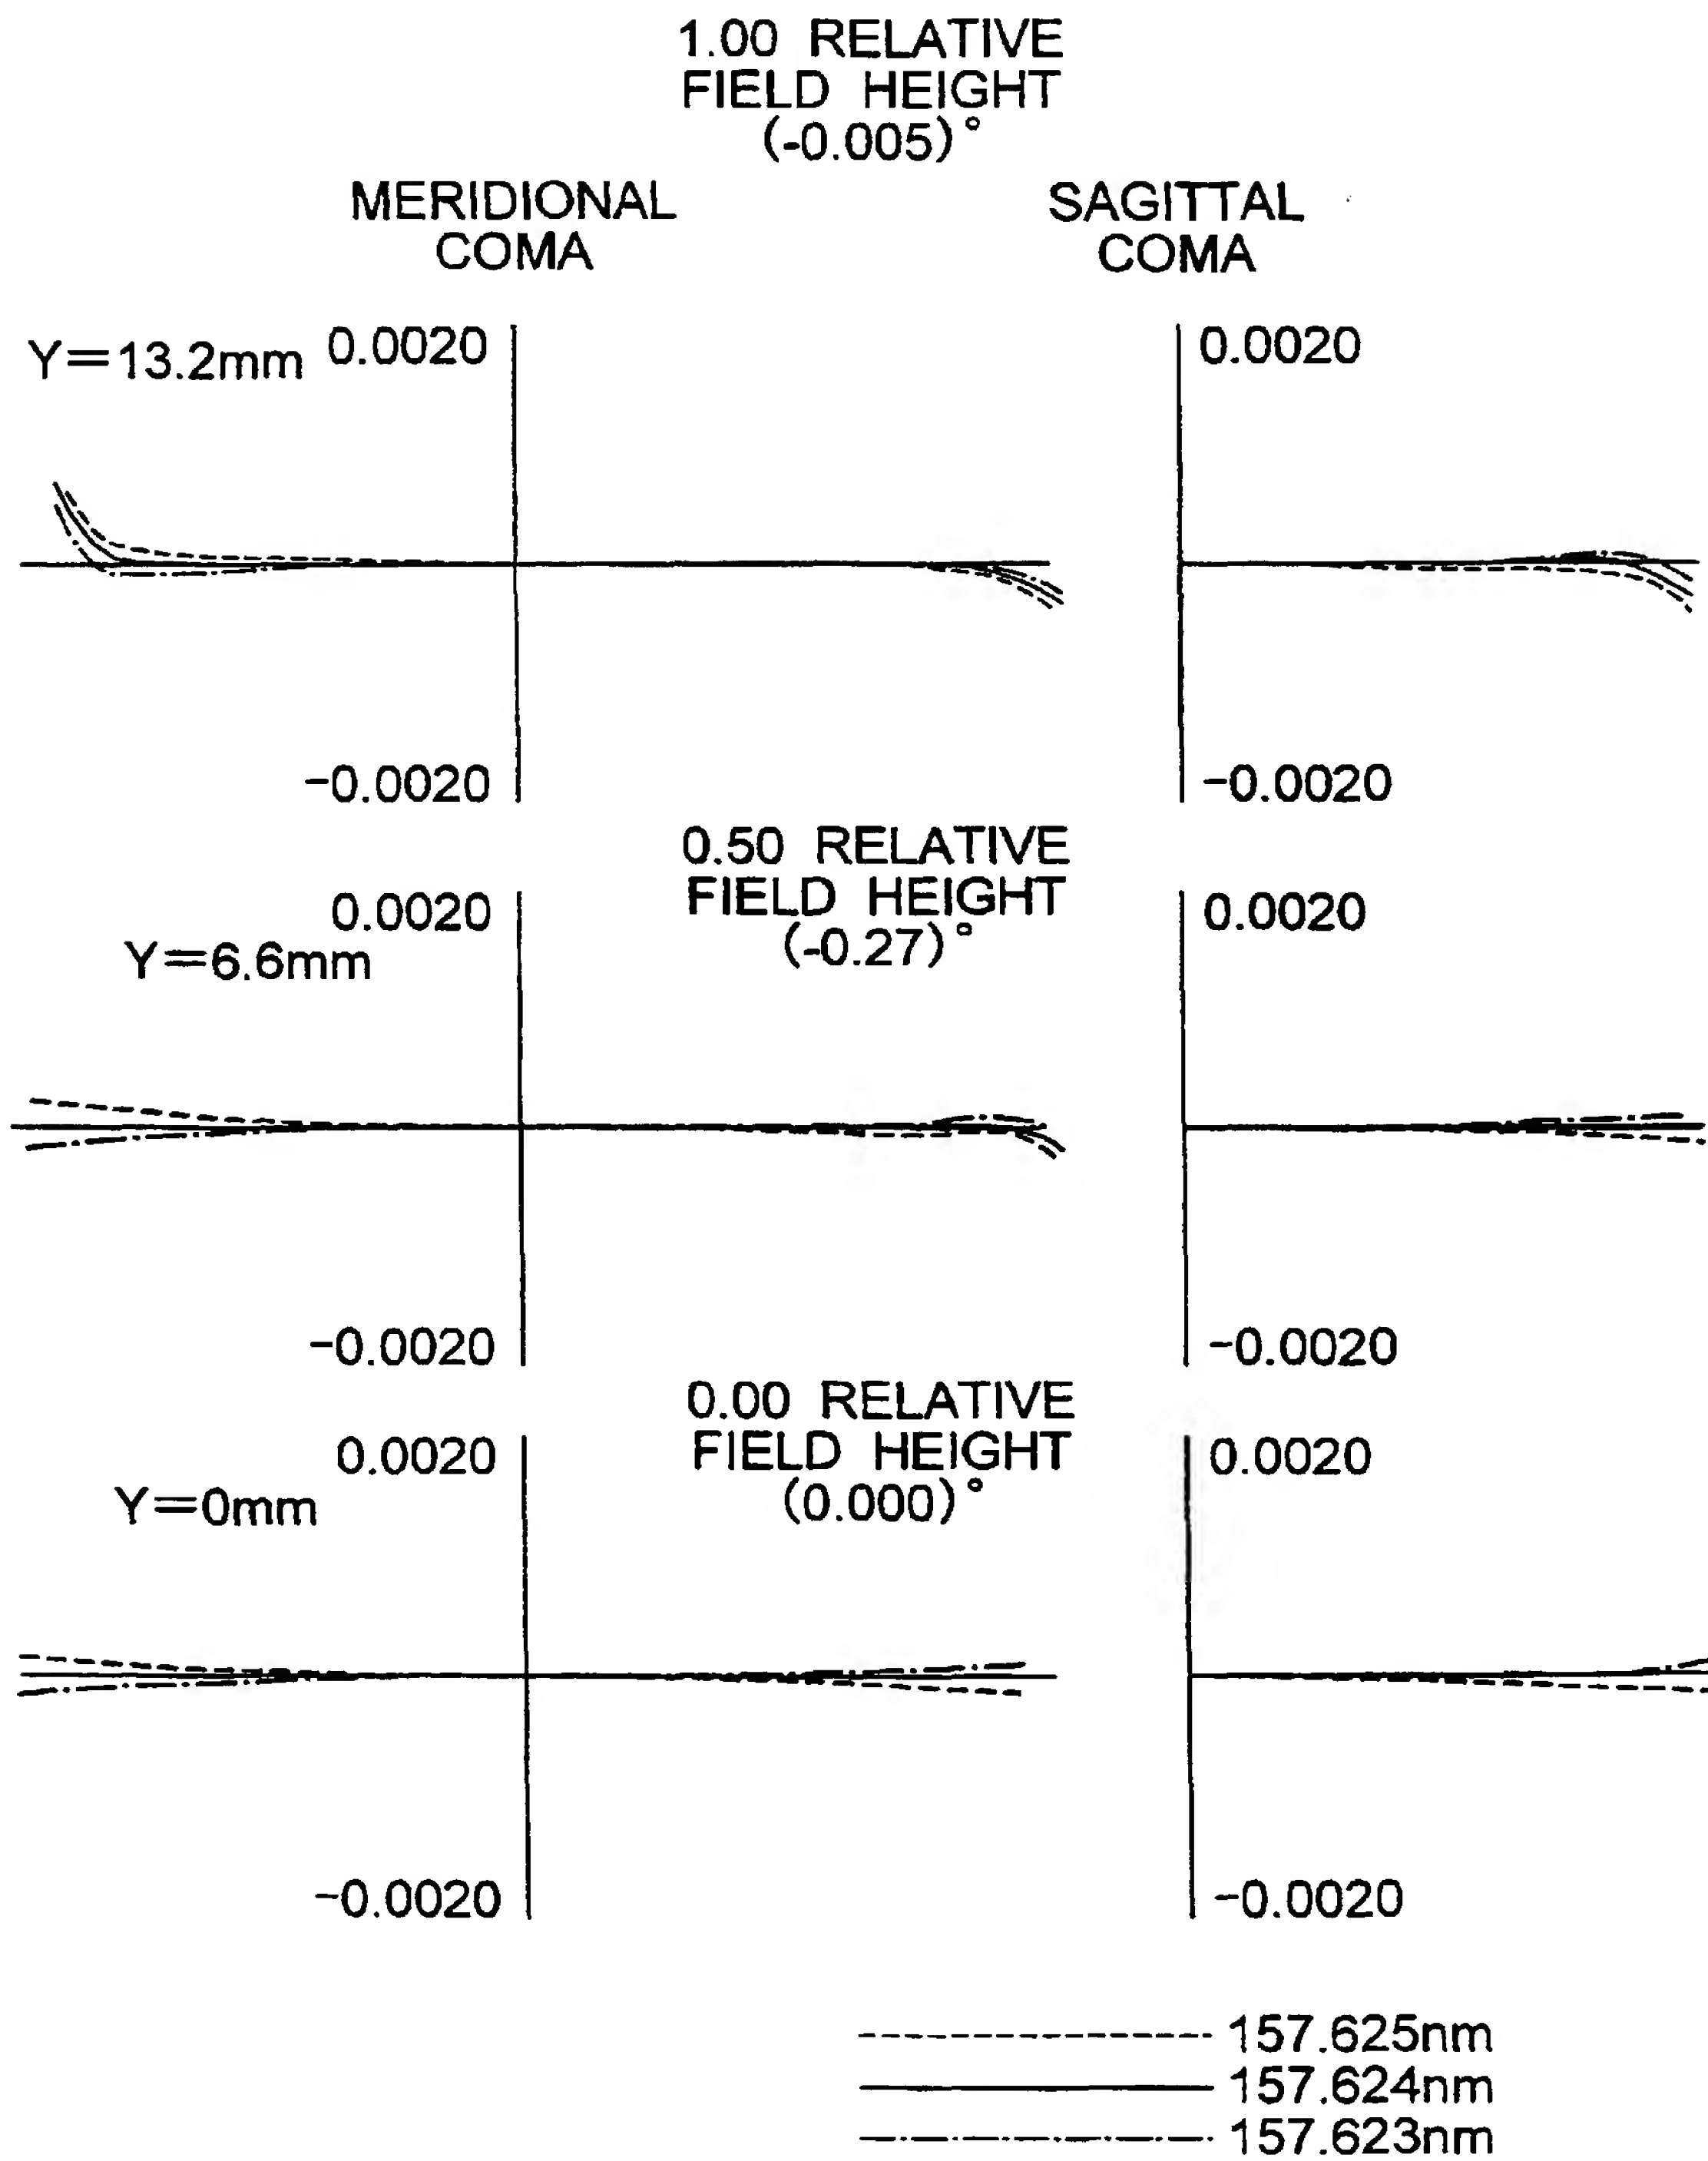 1.00 RELATIVE
FIELD HEIGHT
(-0.005)°
MERIDIONAL
COMA
SAGITTAL
COMA
Y=13.2mm
0.0020
0.0020
-0.0020
-0.0020
0.50 RELATIVE
FIELD HEIGHT
(-0.27)°
0.0020
0.0020
Y=6.6mm
-0.0020
-0.0020
0.00 RELATIVE
FIELD HEIGHT
(0.000)°
0.0020
0.0020
Y=0mm
-0.0020
-0.0020
157.625nm
157.624nm
157.623nm